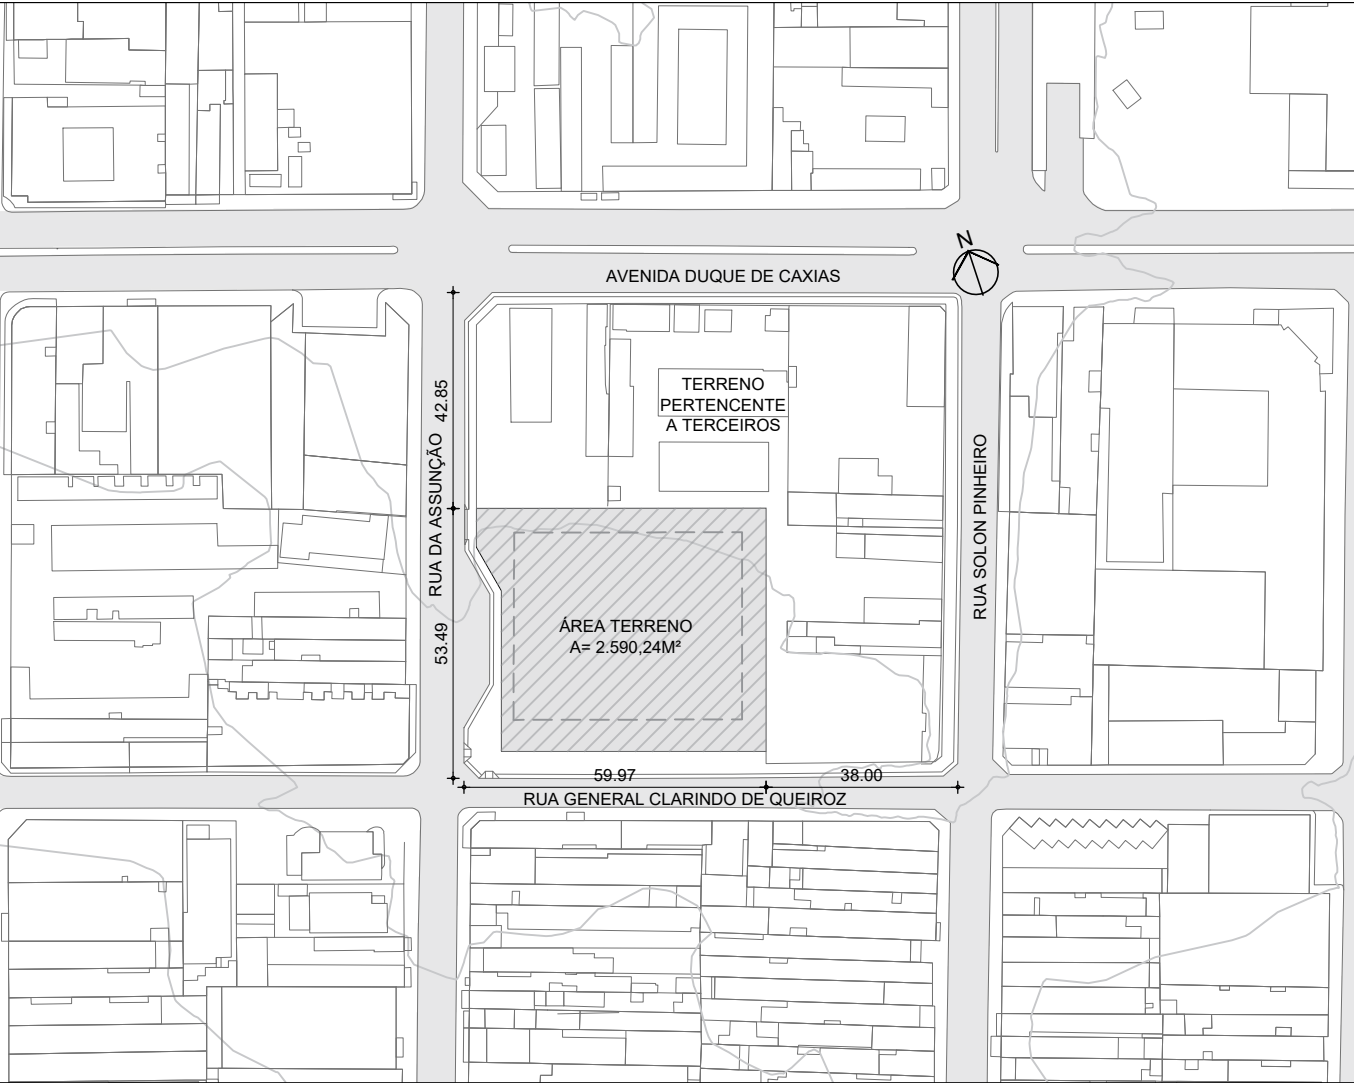 N
AVENIDA DUQUE DE CAXIAS
42.85
RUA DA ASSUNÇÃO
53.49
TERRENO
PERTENCENTE
A TERCEIROS
RUA SOLON PINHEIRO
ÁREA TERRENO
A= 2.590,24M²
59.97
38.00
RUA GENERAL CLARINDO DE QUEIROZ